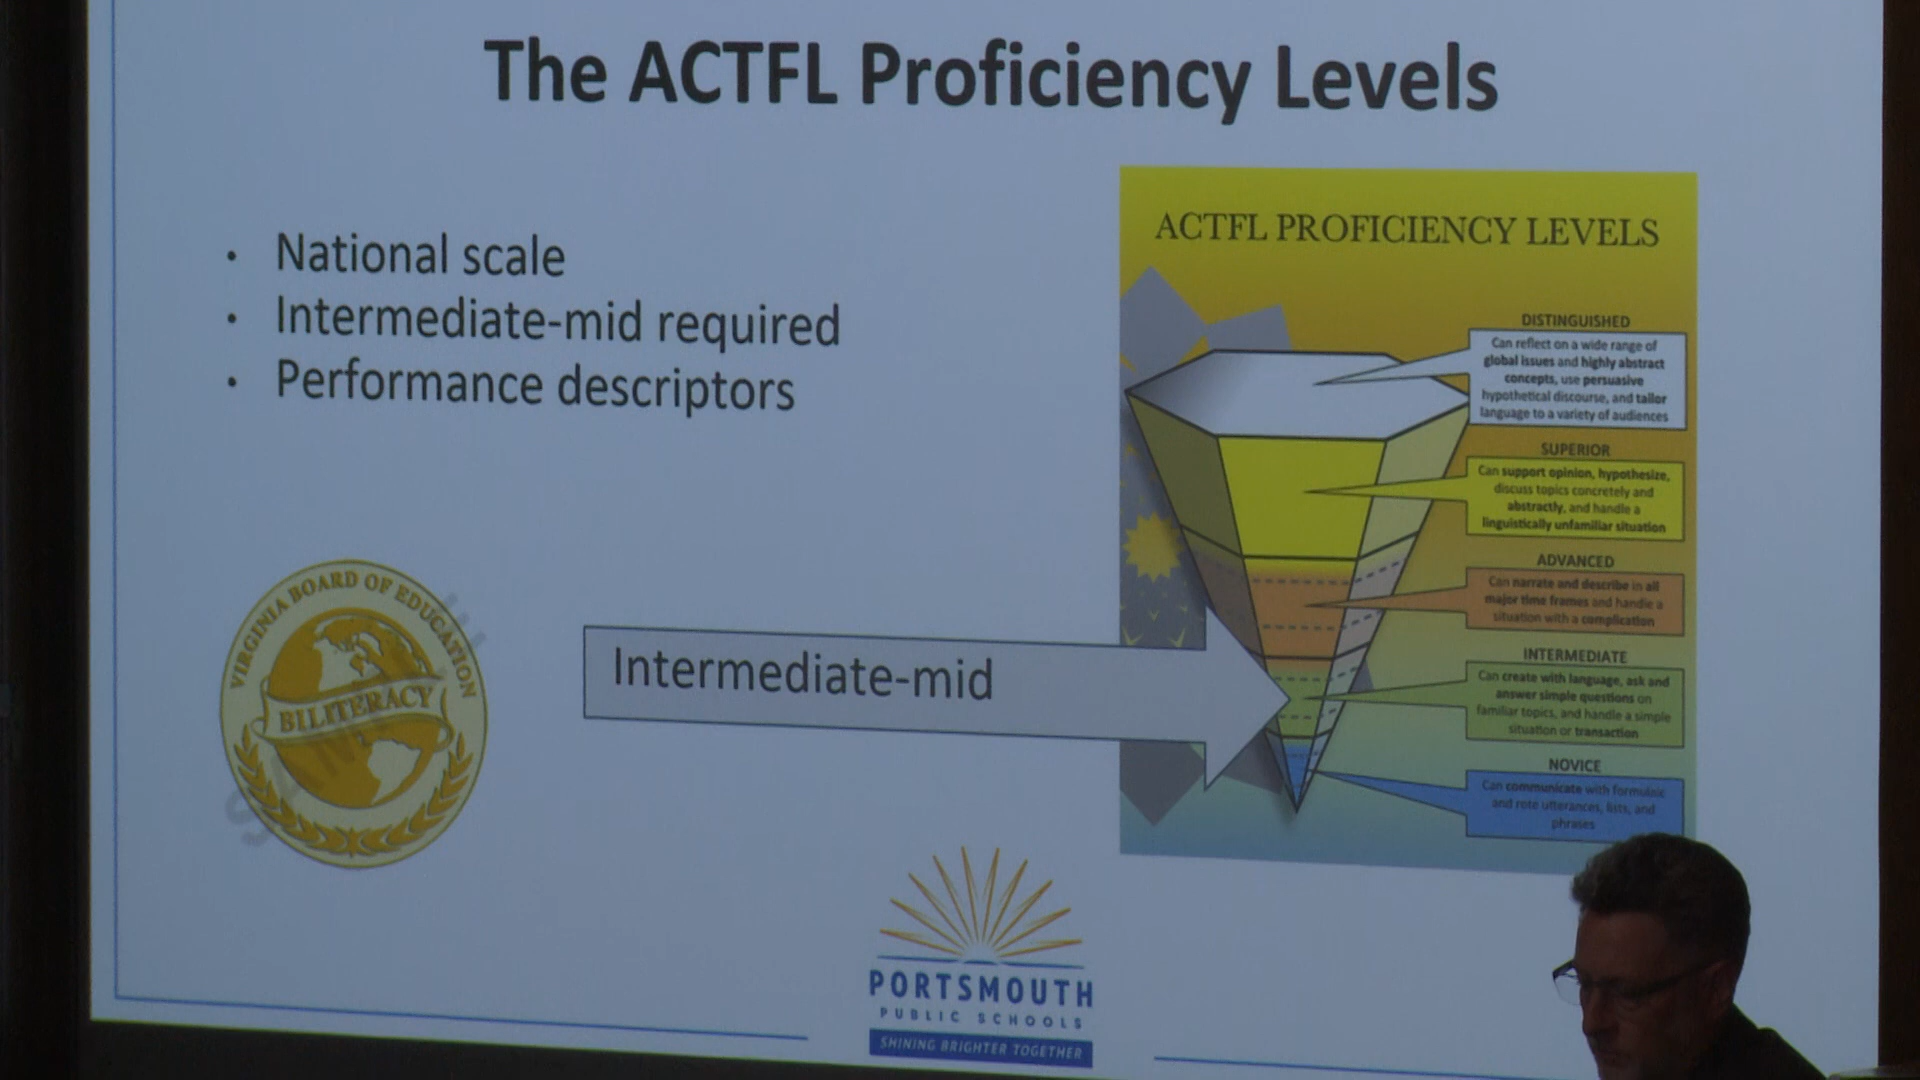 The ACTFL Proficiency Levels
· National scale
· Intermediate-mid required
· Performance descriptors
VIRGINIA BOARD OF EDUCATION
BILITERACY
Intermediate-mid
ACTFL PROFICIENCY LEVELS
DISTINGUISHED
Can reflect on a wide range of
global issues and highly abstract
concepts, use persuasive
hypothetical discourse, and tailor
language to a variety of audiences
SUPERIOR
Can support opinion, hypothesize,
discuss topics concretely and
abstractly, and handle a
linguistically unfamiliar situation
ADVANCED
Can narrate and describe in all
major time frames and handle a
situation with a complication
INTERMEDIATE
Can create with language, ask and
answer simple questions on
familiar topics, and handle a simple
situation or transaction
NOVICE
Can communicate with formulaic
and rote utterances, lists, and
phrases
PORTSMOUTH
PUBLIC SCHOOLS
SHINING BRIGHTER TOGETHER